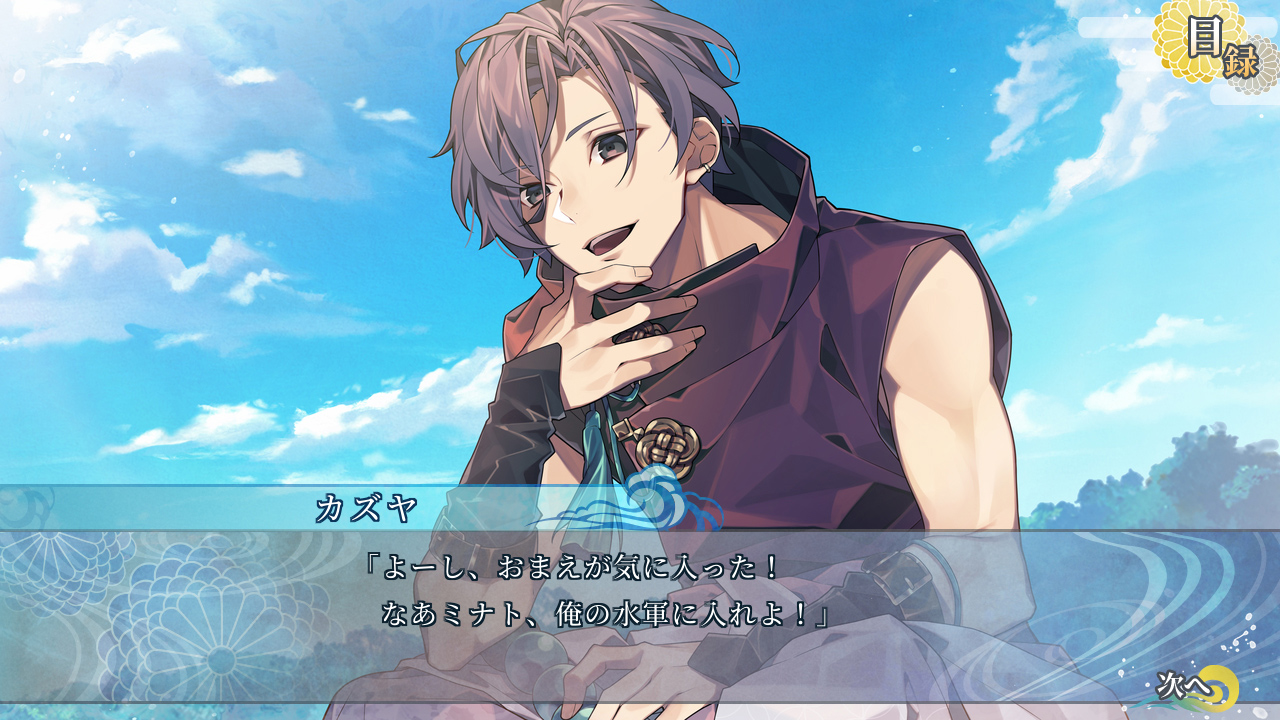 目録
カズヤ
「よーし、おまえが気に入った！
なあミナト、俺の水軍に入れよ！」
次へ